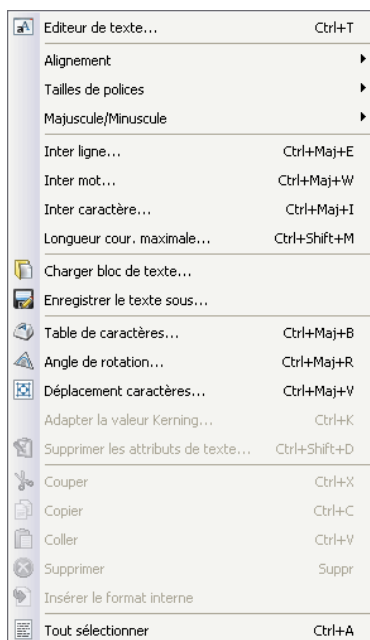 Editeur de texte... Ctrl+T
Alignement
Tailles de polices
Majuscule/Minuscule
Inter ligne... Ctrl+Maj+E
Inter mot... Ctrl+Maj+W
Inter caractère... Ctrl+Maj+I
Longueur cour. maximale... Ctrl+Shift+M
Charger bloc de texte...
Enregistrer le texte sous...
Table de caractères... Ctrl+Maj+B
Angle de rotation... Ctrl+Maj+R
Déplacement caractères... Ctrl+Maj+V
Adapter la valeur Kerning... Ctrl+K
Supprimer les attributs de texte... Ctrl+Shift+D
Couper Ctrl+X
Copier Ctrl+C
Coller Ctrl+V
Supprimer Suppr
Insérer le format interne
Tout sélectionner Ctrl+A